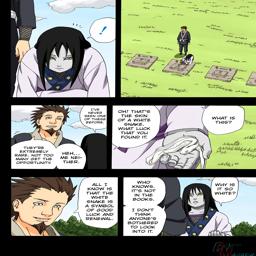 !
WHAT IS
THIS?
OH! THAT'S
THE SKIN
OF A WHITE
SNAKE.
WHAT LUCK
THAT YOU
FOUND IT.
I'VE
NEVER SEEN
ONE OF
THESE
BEFORE.
HEH...
ME NEI-
THER.
THEY'RE
EXTREMELY
RARE. NOT TOO
MANY GET THE
OPPORTUNITY.
WHY IS
IT SO
WHITE?
WHO
KNOWS.
IT'S NOT
IN THE
BOOKS.
I DON'T
THINK
ANYONE'S
BOTHERED
TO LOOK
INTO IT.
ALL I
KNOW IS
THAT THE
WHITE SNAKE
IS A SYMBOL
OF GOOD
LUCK AND
RENEWAL.